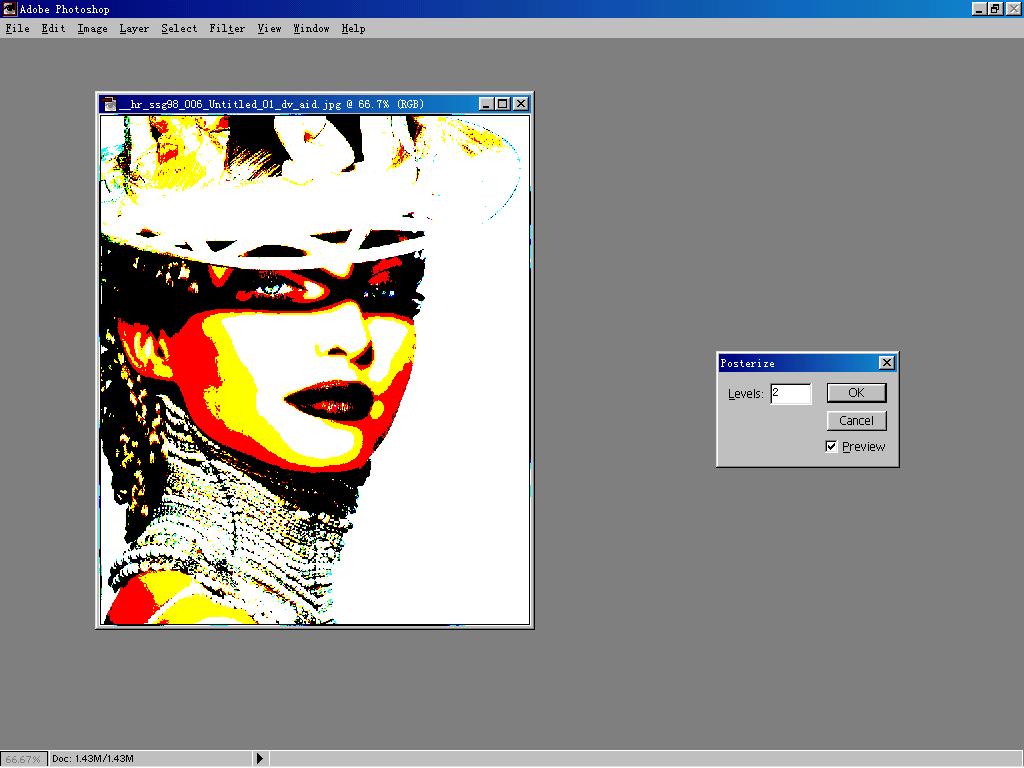 Adobe Photoshop
File Edit Image Layer Select Filter View Window Help
__hr_ssg98_006_Untitled_01_dv_aid.jpg @ 66.7% (RGB)
Posterize
Levels: 2
OK
Cancel
Preview
66.67% Doc: 1.43M/1.43M